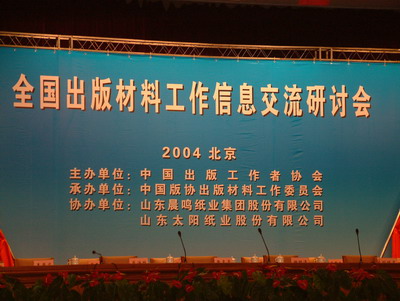 全国出版材料工作信息交流研讨会
2004 北京
主办单位：中国出版工作者协会
承办单位：中国版协出版材料工作委员会
协办单位：山东晨鸣纸业集团股份有限公司
山东太阳纸业股份有限公司